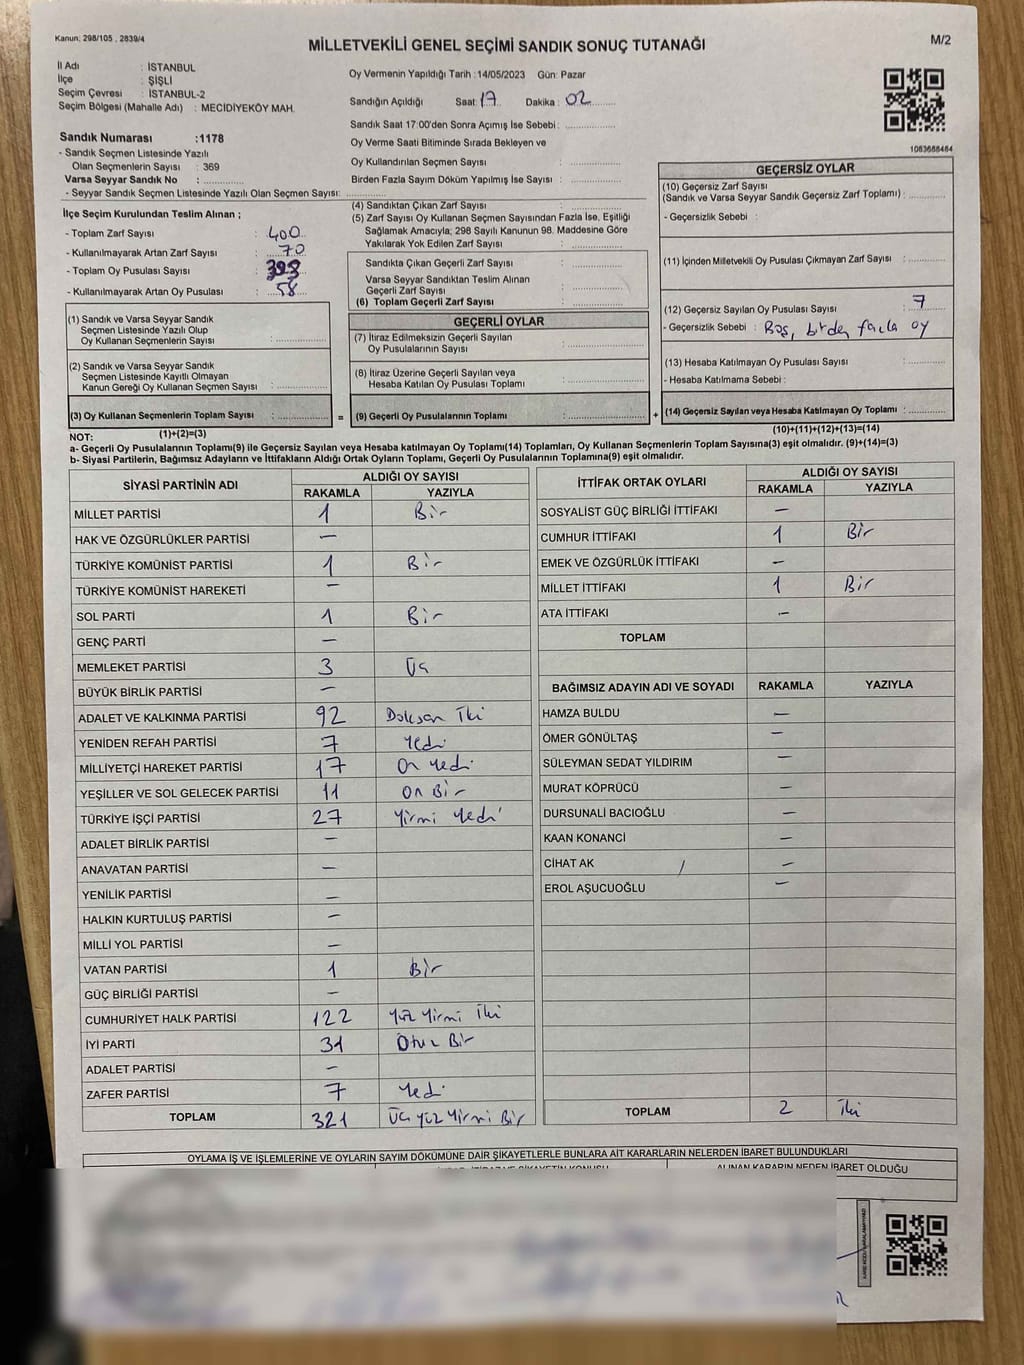 Kanun: 298/105 , 2839/4
MİLLETVEKİLİ GENEL SEÇİMİ SANDIK SONUÇ TUTANAĞI
M/2
İl Adı : İSTANBUL
İlçe : ŞİŞLİ
Seçim Çevresi : İSTANBUL-2
Seçim Bölgesi (Mahalle Adı) : MECİDİYEKÖY MAH.
Sandık Numarası :1178
- Sandık Seçmen Listesinde Yazılı
Olan Seçmenlerin Sayısı : 369
Varsa Seyyar Sandık No :
- Seyyar Sandık Seçmen Listesinde Yazılı Olan Seçmen Sayısı:
Oy Vermenin Yapıldığı Tarih :14/05/2023 Gün: Pazar
Sandığın Açıldığı Saat: 17 Dakika : 02
Sandık Saat 17:00'den Sonra Açımış İse Sebebi :
Oy Verme Saati Bitiminde Sırada Bekleyen ve
Oy Kullandırılan Seçmen Sayısı :
Birden Fazla Sayım Döküm Yapılmış İse Sayısı :
1083688484
İlçe Seçim Kurulundan Teslim Alınan ;
- Toplam Zarf Sayısı : 400
- Kullanılmayarak Artan Zarf Sayısı : 70
- Toplam Oy Pusulası Sayısı : 393
- Kullanılmayarak Artan Oy Pusulası : 58
(1) Sandık ve Varsa Seyyar Sandık
Seçmen Listesinde Yazılı Olup
Oy Kullanan Seçmenlerin Sayısı :
(2) Sandık ve Varsa Seyyar Sandık
Seçmen Listesinde Kayıtlı Olmayan
Kanun Gereği Oy Kullanan Seçmen Sayısı :
(3) Oy Kullanan Seçmenlerin Toplam Sayısı :
(1)+(2)=(3)
(4) Sandıktan Çıkan Zarf Sayısı :
(5) Zarf Sayısı Oy Kullanan Seçmen Sayısından Fazla İse, Eşitliği
Sağlamak Amacıyla; 298 Sayılı Kanunun 98. Maddesine Göre
Yakılarak Yok Edilen Zarf Sayısı :
Sandıkta Çıkan Geçerli Zarf Sayısı :
Varsa Seyyar Sandıktan Teslim Alınan
Geçerli Zarf Sayısı :
(6) Toplam Geçerli Zarf Sayısı :
GEÇERLİ OYLAR
(7) İtiraz Edilmeksizin Geçerli Sayılan
Oy Pusulalarının Sayısı :
(8) İtiraz Üzerine Geçerli Sayılan veya
Hesaba Katılan Oy Pusulası Toplamı :
= (9) Geçerli Oy Pusulalarının Toplamı : +
GEÇERSİZ OYLAR
(10) Geçersiz Zarf Sayısı
(Sandık ve Varsa Seyyar Sandık Geçersiz Zarf Toplamı) :
- Geçersizlik Sebebi :
(11) İçinden Milletvekili Oy Pusulası Çıkmayan Zarf Sayısı :
(12) Geçersiz Sayılan Oy Pusulası Sayısı : 7
- Geçersizlik Sebebi : Boş, birden fazla oy
(13) Hesaba Katılmayan Oy Pusulası Sayısı :
- Hesaba Katılmama Sebebi :
(14) Geçersiz Sayılan veya Hesaba Katılmayan Oy Toplamı :
(10)+(11)+(12)+(13)=(14)
NOT:
a- Geçerli Oy Pusulalarının Toplamı(9) ile Geçersiz Sayılan veya Hesaba katılmayan Oy Toplamı(14) Toplamları, Oy Kullanan Seçmenlerin Toplam Sayısına(3) eşit olmalıdır. (9)+(14)=(3)
b- Siyasi Partilerin, Bağımsız Adayların ve İttifakların Aldığı Ortak Oyların Toplamı, Geçerli Oy Pusulalarının Toplamına(9) eşit olmalıdır.
SİYASİ PARTİNİN ADI ALDIĞI OY SAYISI
RAKAMLA YAZIYLA
MİLLET PARTİSİ 1 Bir
HAK VE ÖZGÜRLÜKLER PARTİSİ —
TÜRKİYE KOMÜNİST PARTİSİ 1 Bir
TÜRKİYE KOMÜNİST HAREKETİ —
SOL PARTİ 1 Bir
GENÇ PARTİ —
MEMLEKET PARTİSİ 3 Üç
BÜYÜK BİRLİK PARTİSİ —
ADALET VE KALKINMA PARTİSİ 92 Doksan İki
YENİDEN REFAH PARTİSİ 7 Yedi
MİLLİYETÇİ HAREKET PARTİSİ 17 On Yedi
YEŞİLLER VE SOL GELECEK PARTİSİ 11 On Bir
TÜRKİYE İŞÇİ PARTİSİ 27 Yirmi Yedi
ADALET BİRLİK PARTİSİ —
ANAVATAN PARTİSİ —
YENİLİK PARTİSİ —
HALKIN KURTULUŞ PARTİSİ —
MİLLİ YOL PARTİSİ —
VATAN PARTİSİ 1 Bir
GÜÇ BİRLİĞİ PARTİSİ —
CUMHURİYET HALK PARTİSİ 122 Yüz Yirmi İki
İYİ PARTİ 31 Otuz Bir
ADALET PARTİSİ —
ZAFER PARTİSİ 7 Yedi
TOPLAM 321 Üç Yüz Yirmi Bir
İTTİFAK ORTAK OYLARI ALDIĞI OY SAYISI
RAKAMLA YAZIYLA
SOSYALİST GÜÇ BİRLİĞİ İTTİFAKI —
CUMHUR İTTİFAKI 1 Bir
EMEK VE ÖZGÜRLÜK İTTİFAKI —
MİLLET İTTİFAKI 1 Bir
ATA İTTİFAKI —
TOPLAM
BAĞIMSIZ ADAYIN ADI VE SOYADI RAKAMLA YAZIYLA
HAMZA BULDU —
ÖMER GÖNÜLTAŞ —
SÜLEYMAN SEDAT YILDIRIM —
MURAT KÖPRÜCÜ —
DURSUNALİ BACIOĞLU —
KAAN KONANCİ —
CİHAT AK / —
EROL AŞUCUOĞLU —
TOPLAM 2 İki
OYLAMA İŞ VE İŞLEMLERİNE VE OYLARIN SAYIM DÖKÜMÜNE DAİR ŞİKAYETLERLE BUNLARA AİT KARARLARIN NELERDEN İBARET BULUNDUKLARI
ALINAN KARARIN NEDEN İBARET OLDUĞU